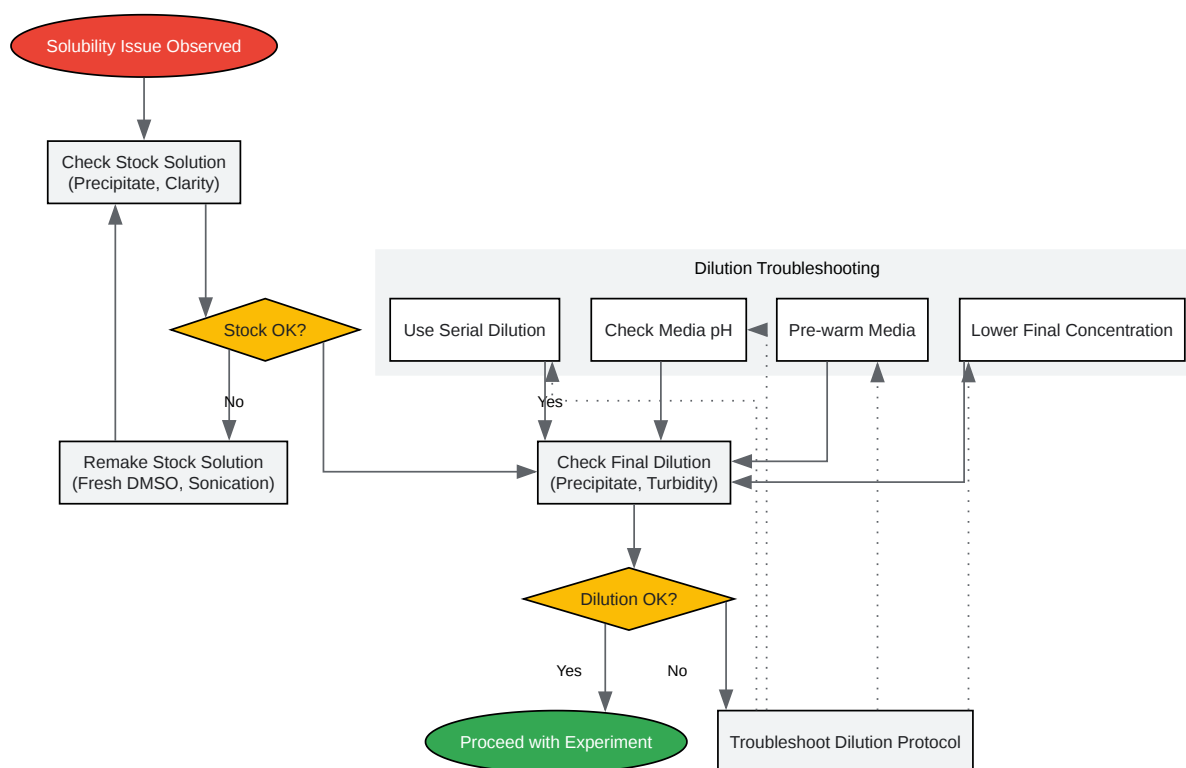 Solubility Issue Observed
Check Stock Solution
(Precipitate, Clarity)
Dilution Troubleshooting
Stock OK?
Use Serial Dilution
Check Media pH
Pre-warm Media
Lower Final Concentration
No
Yes
Remake Stock Solution
(Fresh DMSO, Sonication)
Check Final Dilution
(Precipitate, Turbidity)
Dilution OK?
Yes
No
Proceed with Experiment
Troubleshoot Dilution Protocol